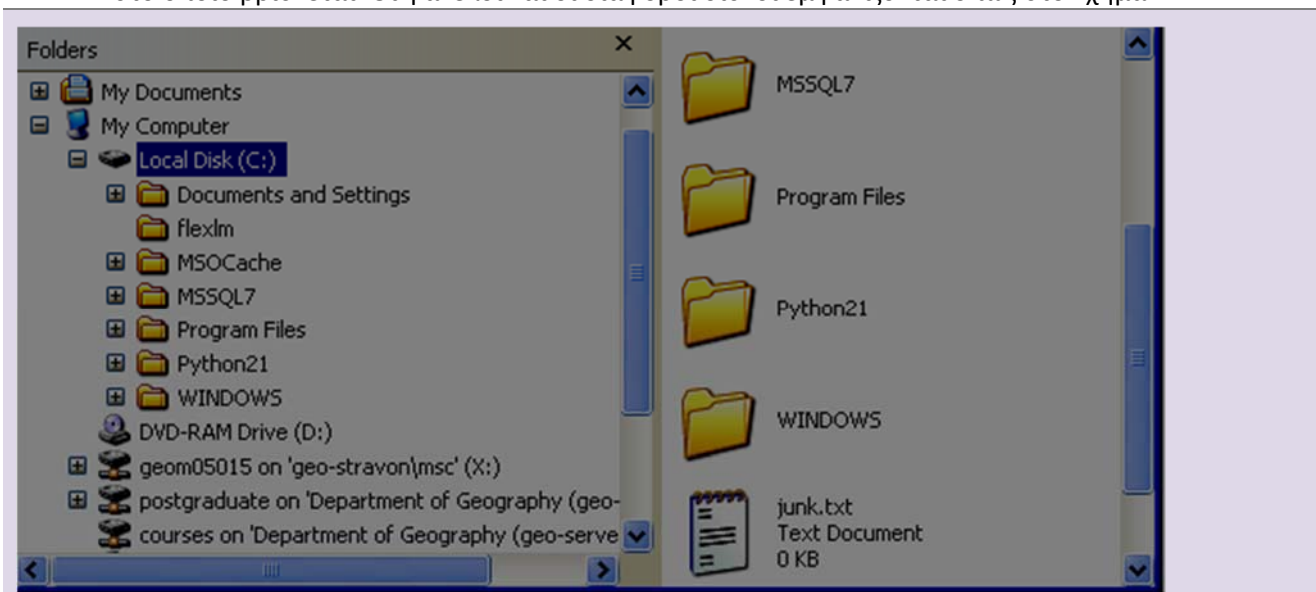 Folders
My Documents
My Computer
Local Disk (C:)
Documents and Settings
flexlm
MSOCache
MSSQL7
Program Files
Python21
WINDOWS
DVD-RAM Drive (D:)
geom05015 on 'geo-stravon\msc' (X:)
postgraduate on 'Department of Geography (geo-
courses on 'Department of Geography (geo-serve
MSSQL7
Program Files
Python21
WINDOWS
junk.txt
Text Document
0 KB